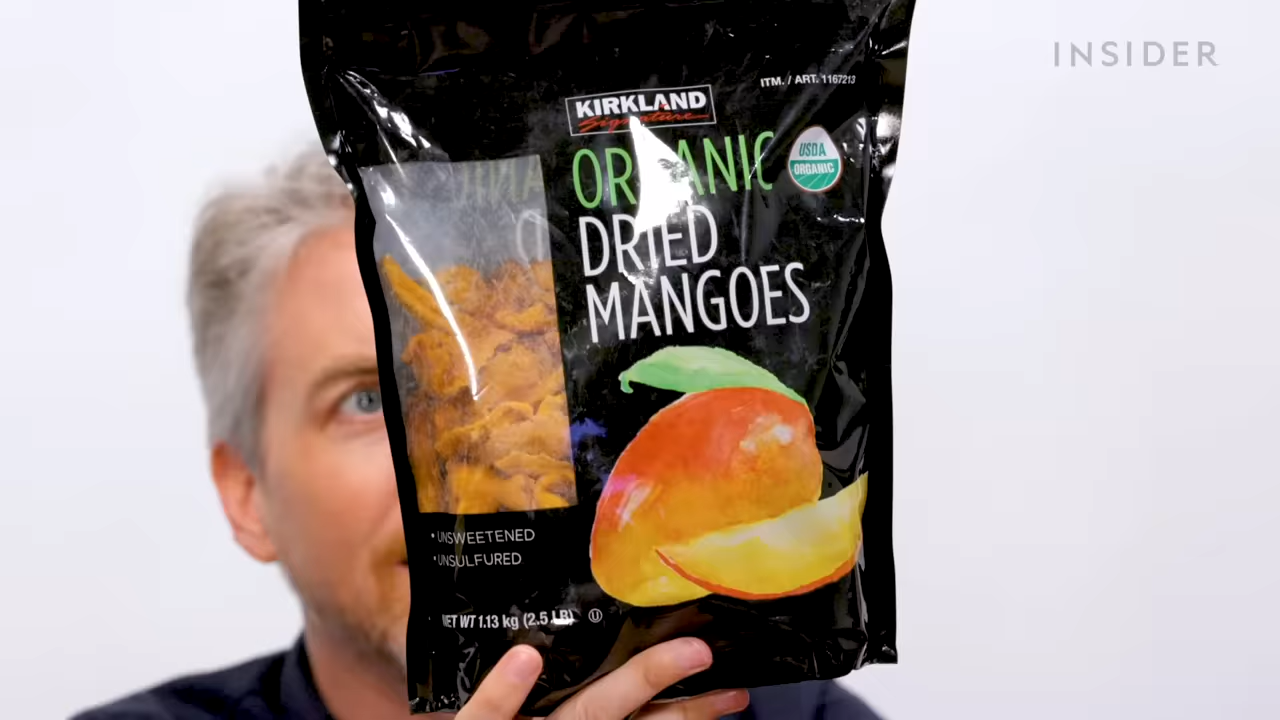 INSIDER
ITM. / ART. 1167213
KIRKLAND
Signature
ORGANIC
USDA
ORGANIC
DRIED
MANGOES
• UNSWEETENED
• UNSULFURED
NET WT 1.13 kg (2.5 LB) U